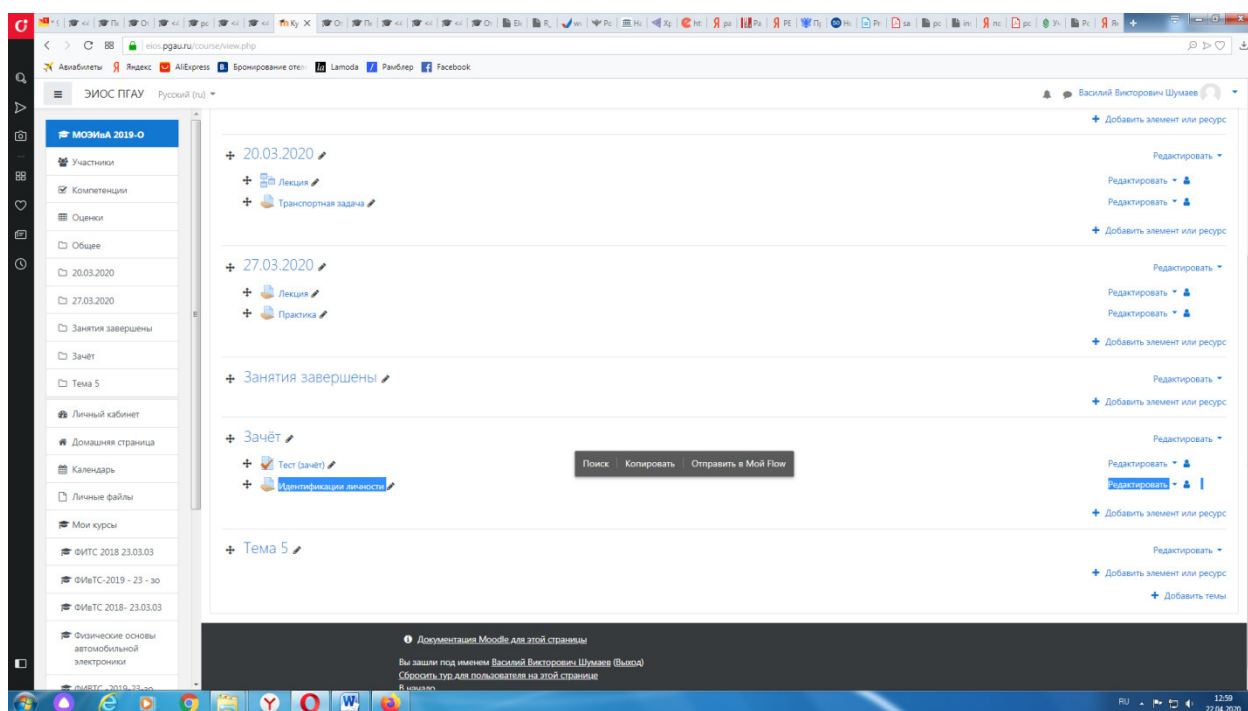 eios.pgau.ru/course/view.php
Авиабилеты Яндекс AliExpress Бронирование отел Lamoda Рамблер Facebook
ЭИОС ПГАУ Русский (ru) Василий Викторович Шумаев
МОЭИвА 2019-О
Участники
Компетенции
Оценки
Общее
20.03.2020
27.03.2020
Занятия завершены
Зачёт
Тема 5
Личный кабинет
Домашняя страница
Календарь
Личные файлы
Мои курсы
ФИТС 2018 23.03.03
ФИвТС-2019 - 23 - зо
ФИвТС 2018- 23.03.03
Физические основы
автомобильной
электроники
Добавить элемент или ресурс
20.03.2020 Редактировать
Лекция Редактировать
Транспортная задача Редактировать
Добавить элемент или ресурс
27.03.2020 Редактировать
Лекция Редактировать
Практика Редактировать
Добавить элемент или ресурс
Занятия завершены Редактировать
Добавить элемент или ресурс
Зачёт Редактировать
Тест (зачёт) Редактировать
Поиск Копировать Отправить в Мой Flow
Идентификации личности Редактировать
Добавить элемент или ресурс
Тема 5 Редактировать
Добавить элемент или ресурс
Добавить темы
Документация Moodle для этой страницы
Вы зашли под именем Василий Викторович Шумаев (Выход)
Сбросить тур для пользователя на этой странице
В начало
RU 12:59
22.04.2020